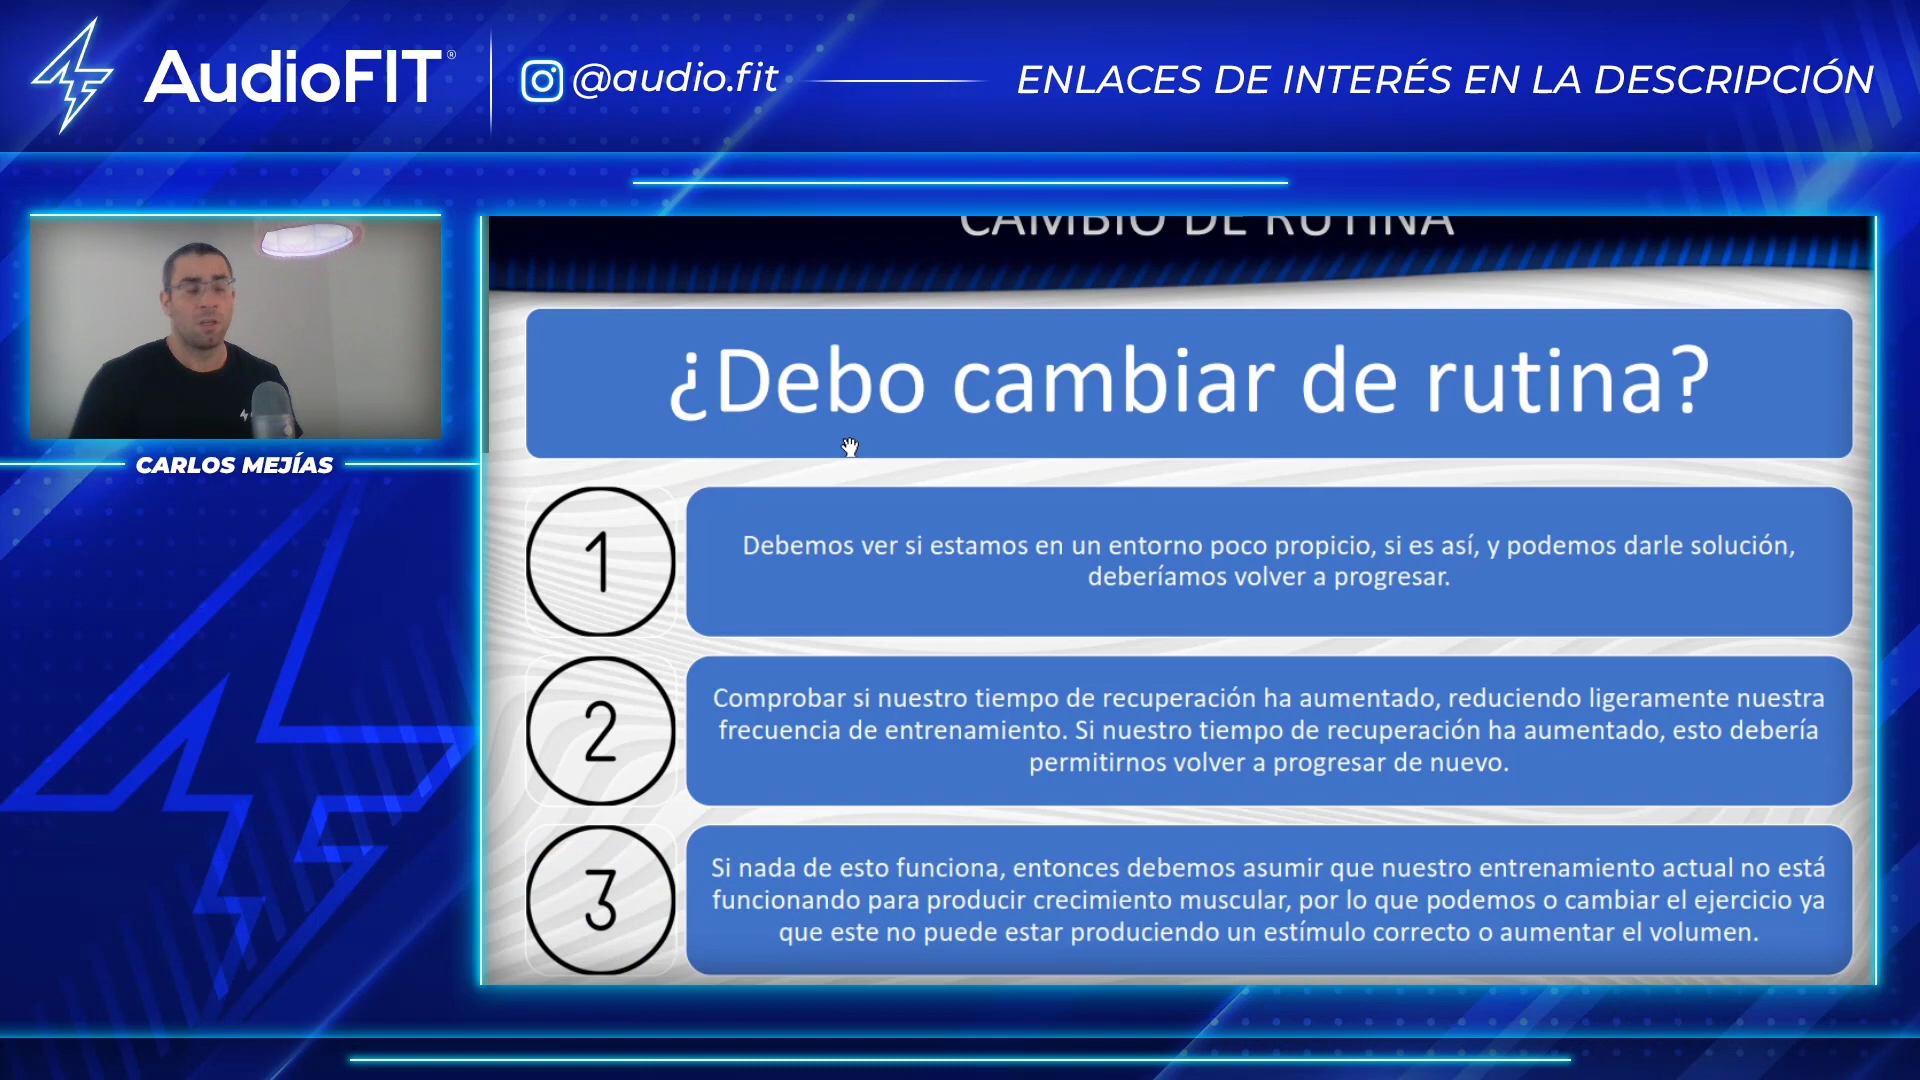 AudioFIT®
@audio.fit
ENLACES DE INTERÉS EN LA DESCRIPCIÓN
CARLOS MEJÍAS
CAMBIO DE RUTINA
¿Debo cambiar de rutina?
1
Debemos ver si estamos en un entorno poco propicio, si es así, y podemos darle solución,
deberíamos volver a progresar.
2
Comprobar si nuestro tiempo de recuperación ha aumentado, reduciendo ligeramente nuestra
frecuencia de entrenamiento. Si nuestro tiempo de recuperación ha aumentado, esto debería
permitirnos volver a progresar de nuevo.
3
Si nada de esto funciona, entonces debemos asumir que nuestro entrenamiento actual no está
funcionando para producir crecimiento muscular, por lo que podemos o cambiar el ejercicio ya
que este no puede estar produciendo un estímulo correcto o aumentar el volumen.